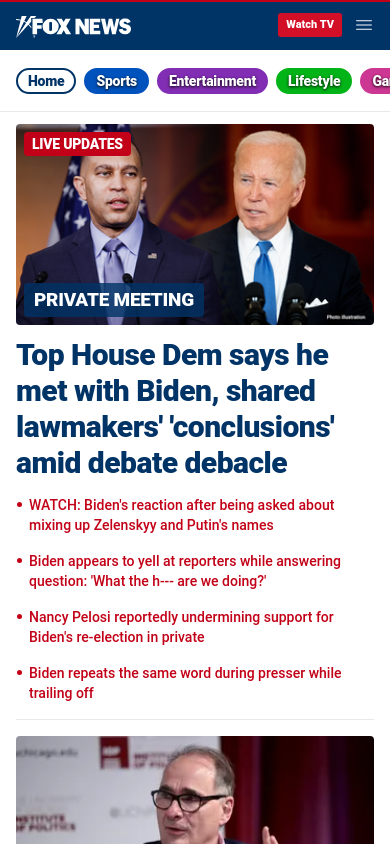 FOX NEWS
Watch TV
Home
Sports
Entertainment
Lifestyle
LIVE UPDATES
PRIVATE MEETING
Photo illustration
Top House Dem says he
met with Biden, shared
lawmakers' 'conclusions'
amid debate debacle
• WATCH: Biden's reaction after being asked about
mixing up Zelenskyy and Putin's names
• Biden appears to yell at reporters while answering
question: 'What the h--- are we doing?'
• Nancy Pelosi reportedly undermining support for
Biden's re-election in private
• Biden repeats the same word during presser while
trailing off
INSTITUTE OF
POLITICS